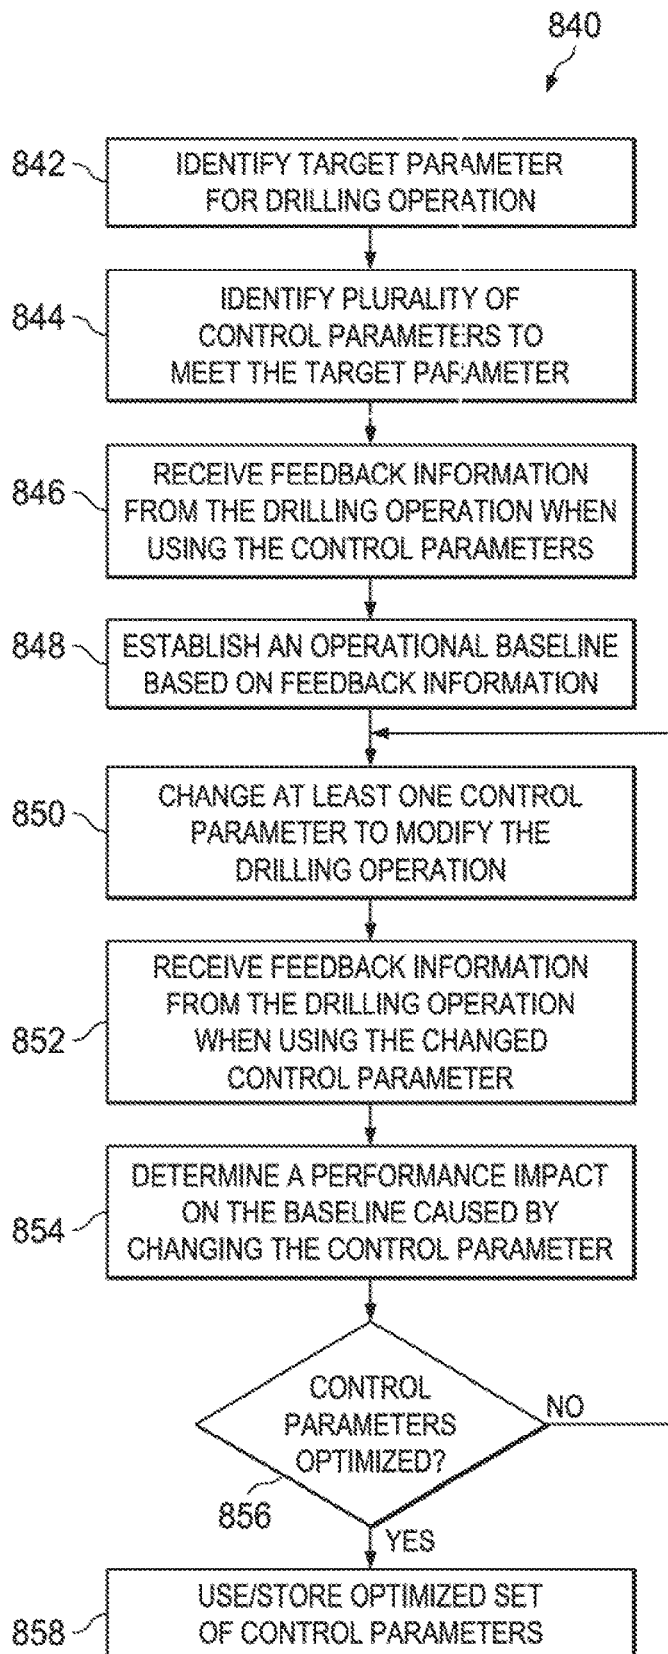 840
842
IDENTIFY TARGET PARAMETER
FOR DRILLING OPERATION
844
IDENTIFY PLURALITY OF
CONTROL PARAMETERS TO
MEET THE TARGET PARAMETER
846
RECEIVE FEEDBACK INFORMATION
FROM THE DRILLING OPERATION WHEN
USING THE CONTROL PARAMETERS
848
ESTABLISH AN OPERATIONAL BASELINE
BASED ON FEEDBACK INFORMATION
850
CHANGE AT LEAST ONE CONTROL
PARAMETER TO MODIFY THE
DRILLING OPERATION
852
RECEIVE FEEDBACK INFORMATION
FROM THE DRILLING OPERATION
WHEN USING THE CHANGED
CONTROL PARAMETER
854
DETERMINE A PERFORMANCE IMPACT
ON THE BASELINE CAUSED BY
CHANGING THE CONTROL PARAMETER
CONTROL
PARAMETERS
OPTIMIZED?
NO
856
YES
858
USE/STORE OPTIMIZED SET
OF CONTROL PARAMETERS